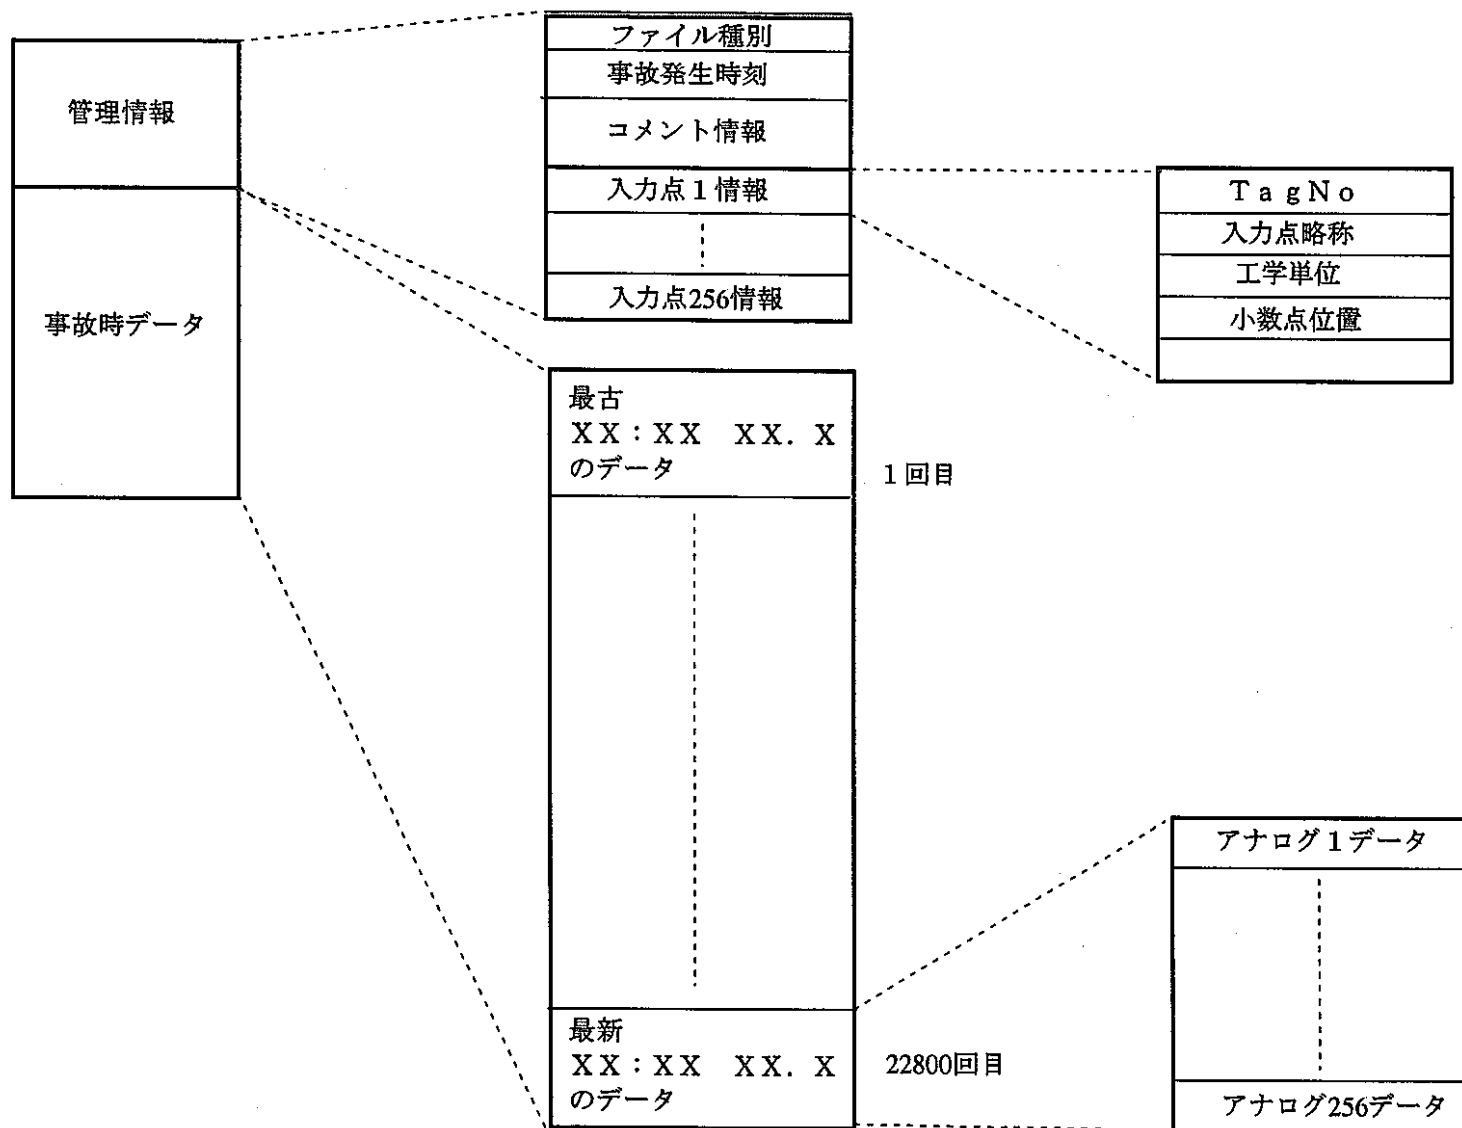 管理情報
事故時データ
ファイル種別
事故発生時刻
コメント情報
入力点1情報
入力点256情報
TagNo
入力点略称
工学単位
小数点位置
最古
XX:XX XX. X
のデータ
1回目
最新
XX:XX XX. X
のデータ
22800回目
アナログ1データ
アナログ256データ